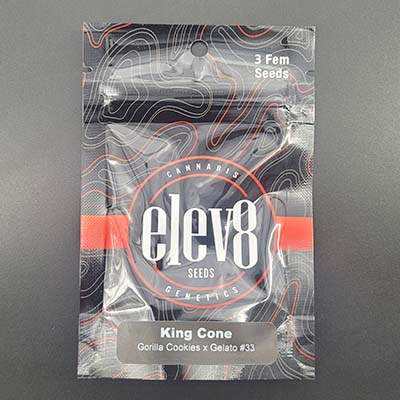 3 Fem
Seeds
CANNABIS
elev8
SEEDS
GENETICS
King Cone
Gorilla Cookies x Gelato #33